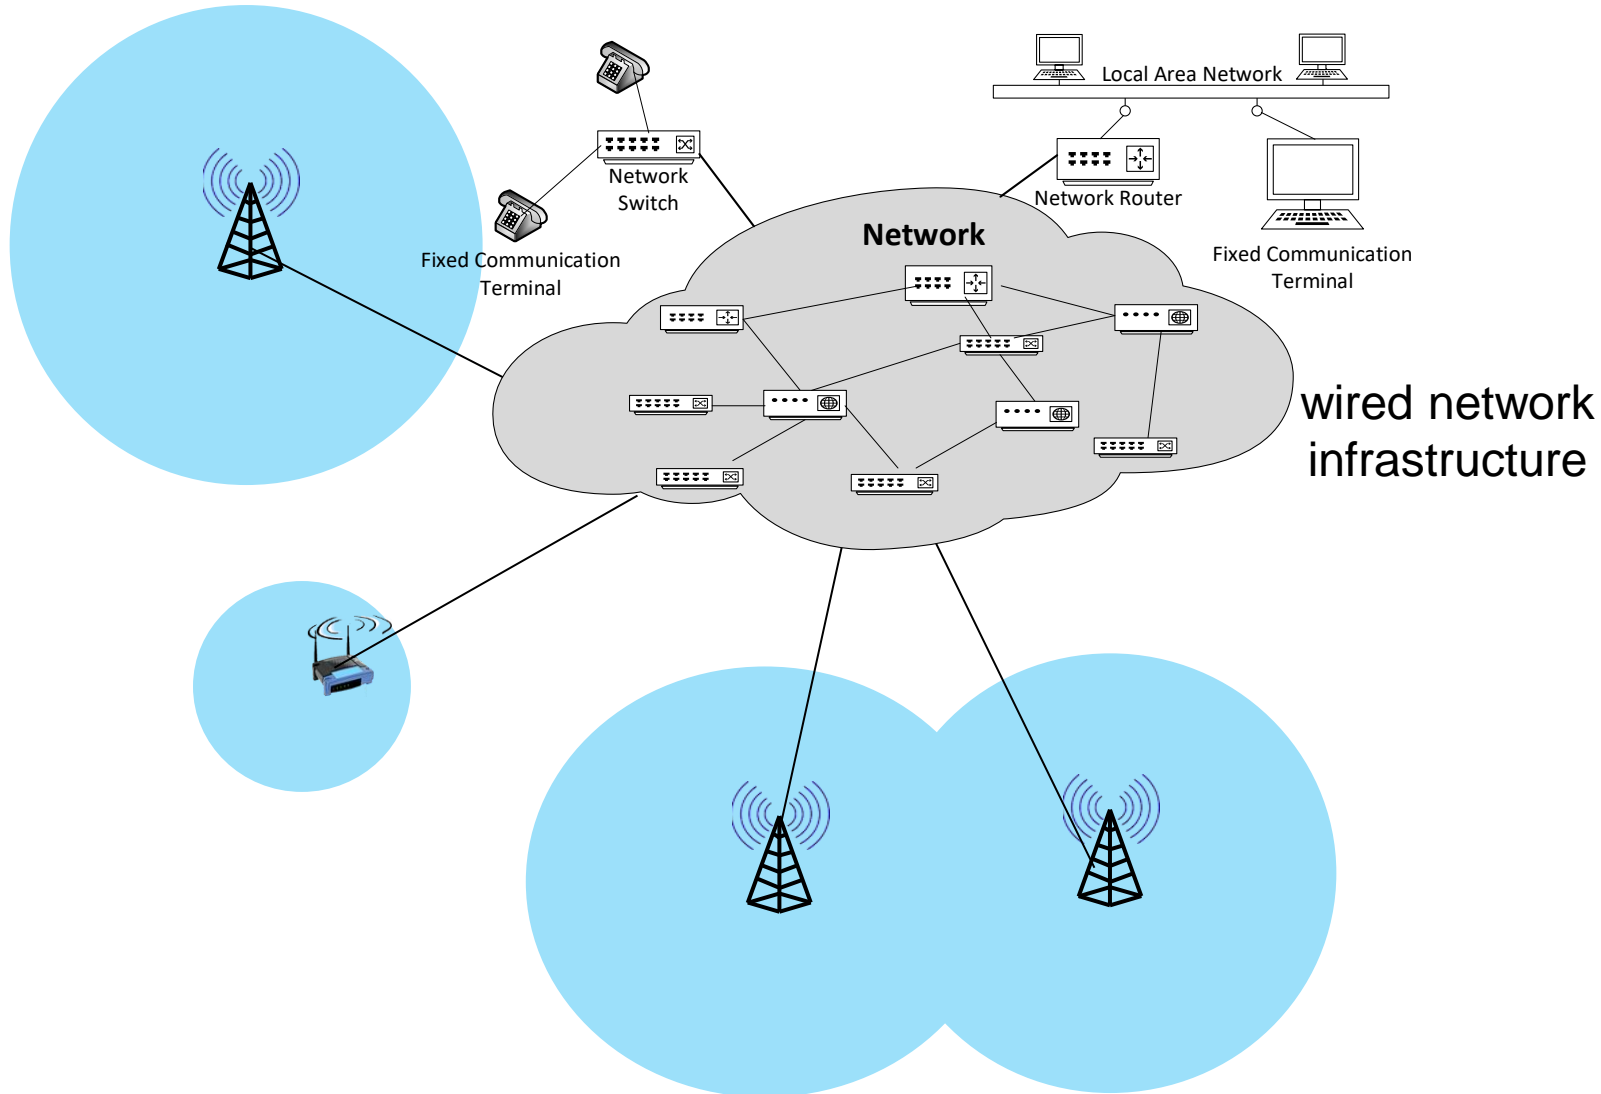 Local Area Network
Network
Switch
Network Router
Fixed Communication
Terminal
Fixed Communication
Terminal
Network
wired network
infrastructure